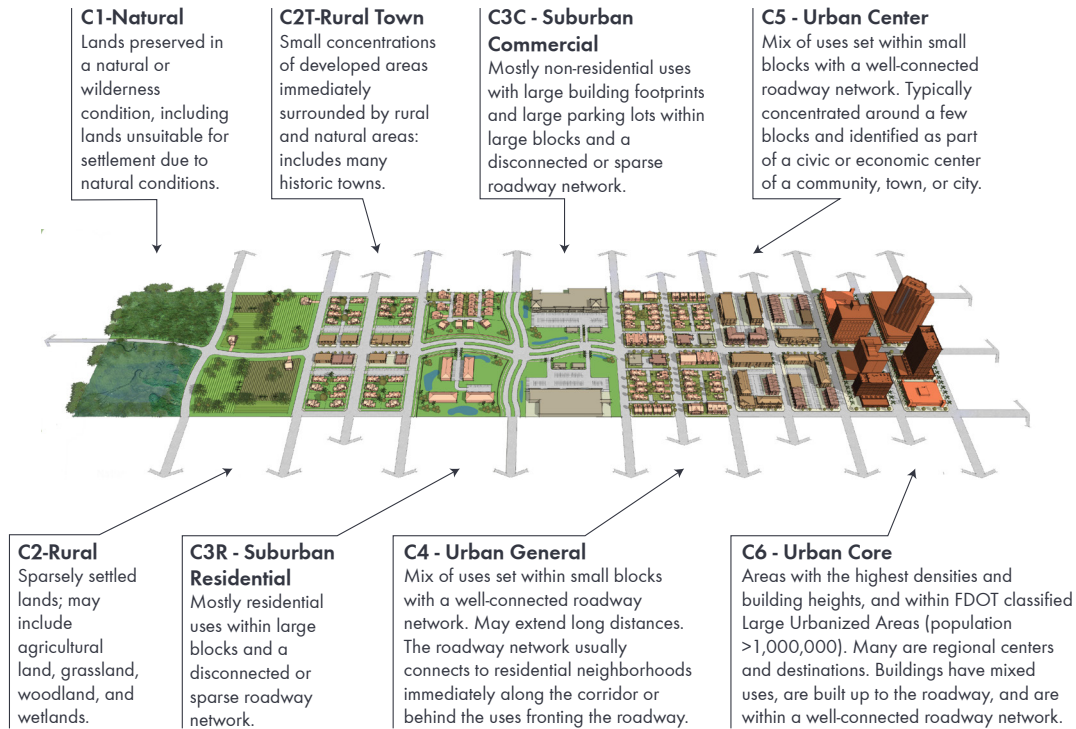 C1-Natural
Lands preserved in
a natural or
wilderness
condition, including
lands unsuitable for
settlement due to
natural conditions.
C2T-Rural Town
Small concentrations
of developed areas
immediately
surrounded by rural
and natural areas:
includes many
historic towns.
C3C - Suburban
Commercial
Mostly non-residential uses
with large building footprints
and large parking lots within
large blocks and a
disconnected or sparse
roadway network.
C5 - Urban Center
Mix of uses set within small
blocks with a well-connected
roadway network. Typically
concentrated around a few
blocks and identified as part
of a civic or economic center
of a community, town, or city.
C2-Rural
Sparsely settled
lands; may
include
agricultural
land, grassland,
woodland, and
wetlands.
C3R - Suburban
Residential
Mostly residential
uses within large
blocks and a
disconnected or
sparse roadway
network.
C4 - Urban General
Mix of uses set within small blocks
with a well-connected roadway
network. May extend long distances.
The roadway network usually
connects to residential neighborhoods
immediately along the corridor or
behind the uses fronting the roadway.
C6 - Urban Core
Areas with the highest densities and
building heights, and within FDOT classified
Large Urbanized Areas (population
>1,000,000). Many are regional centers
and destinations. Buildings have mixed
uses, are built up to the roadway, and are
within a well-connected roadway network.